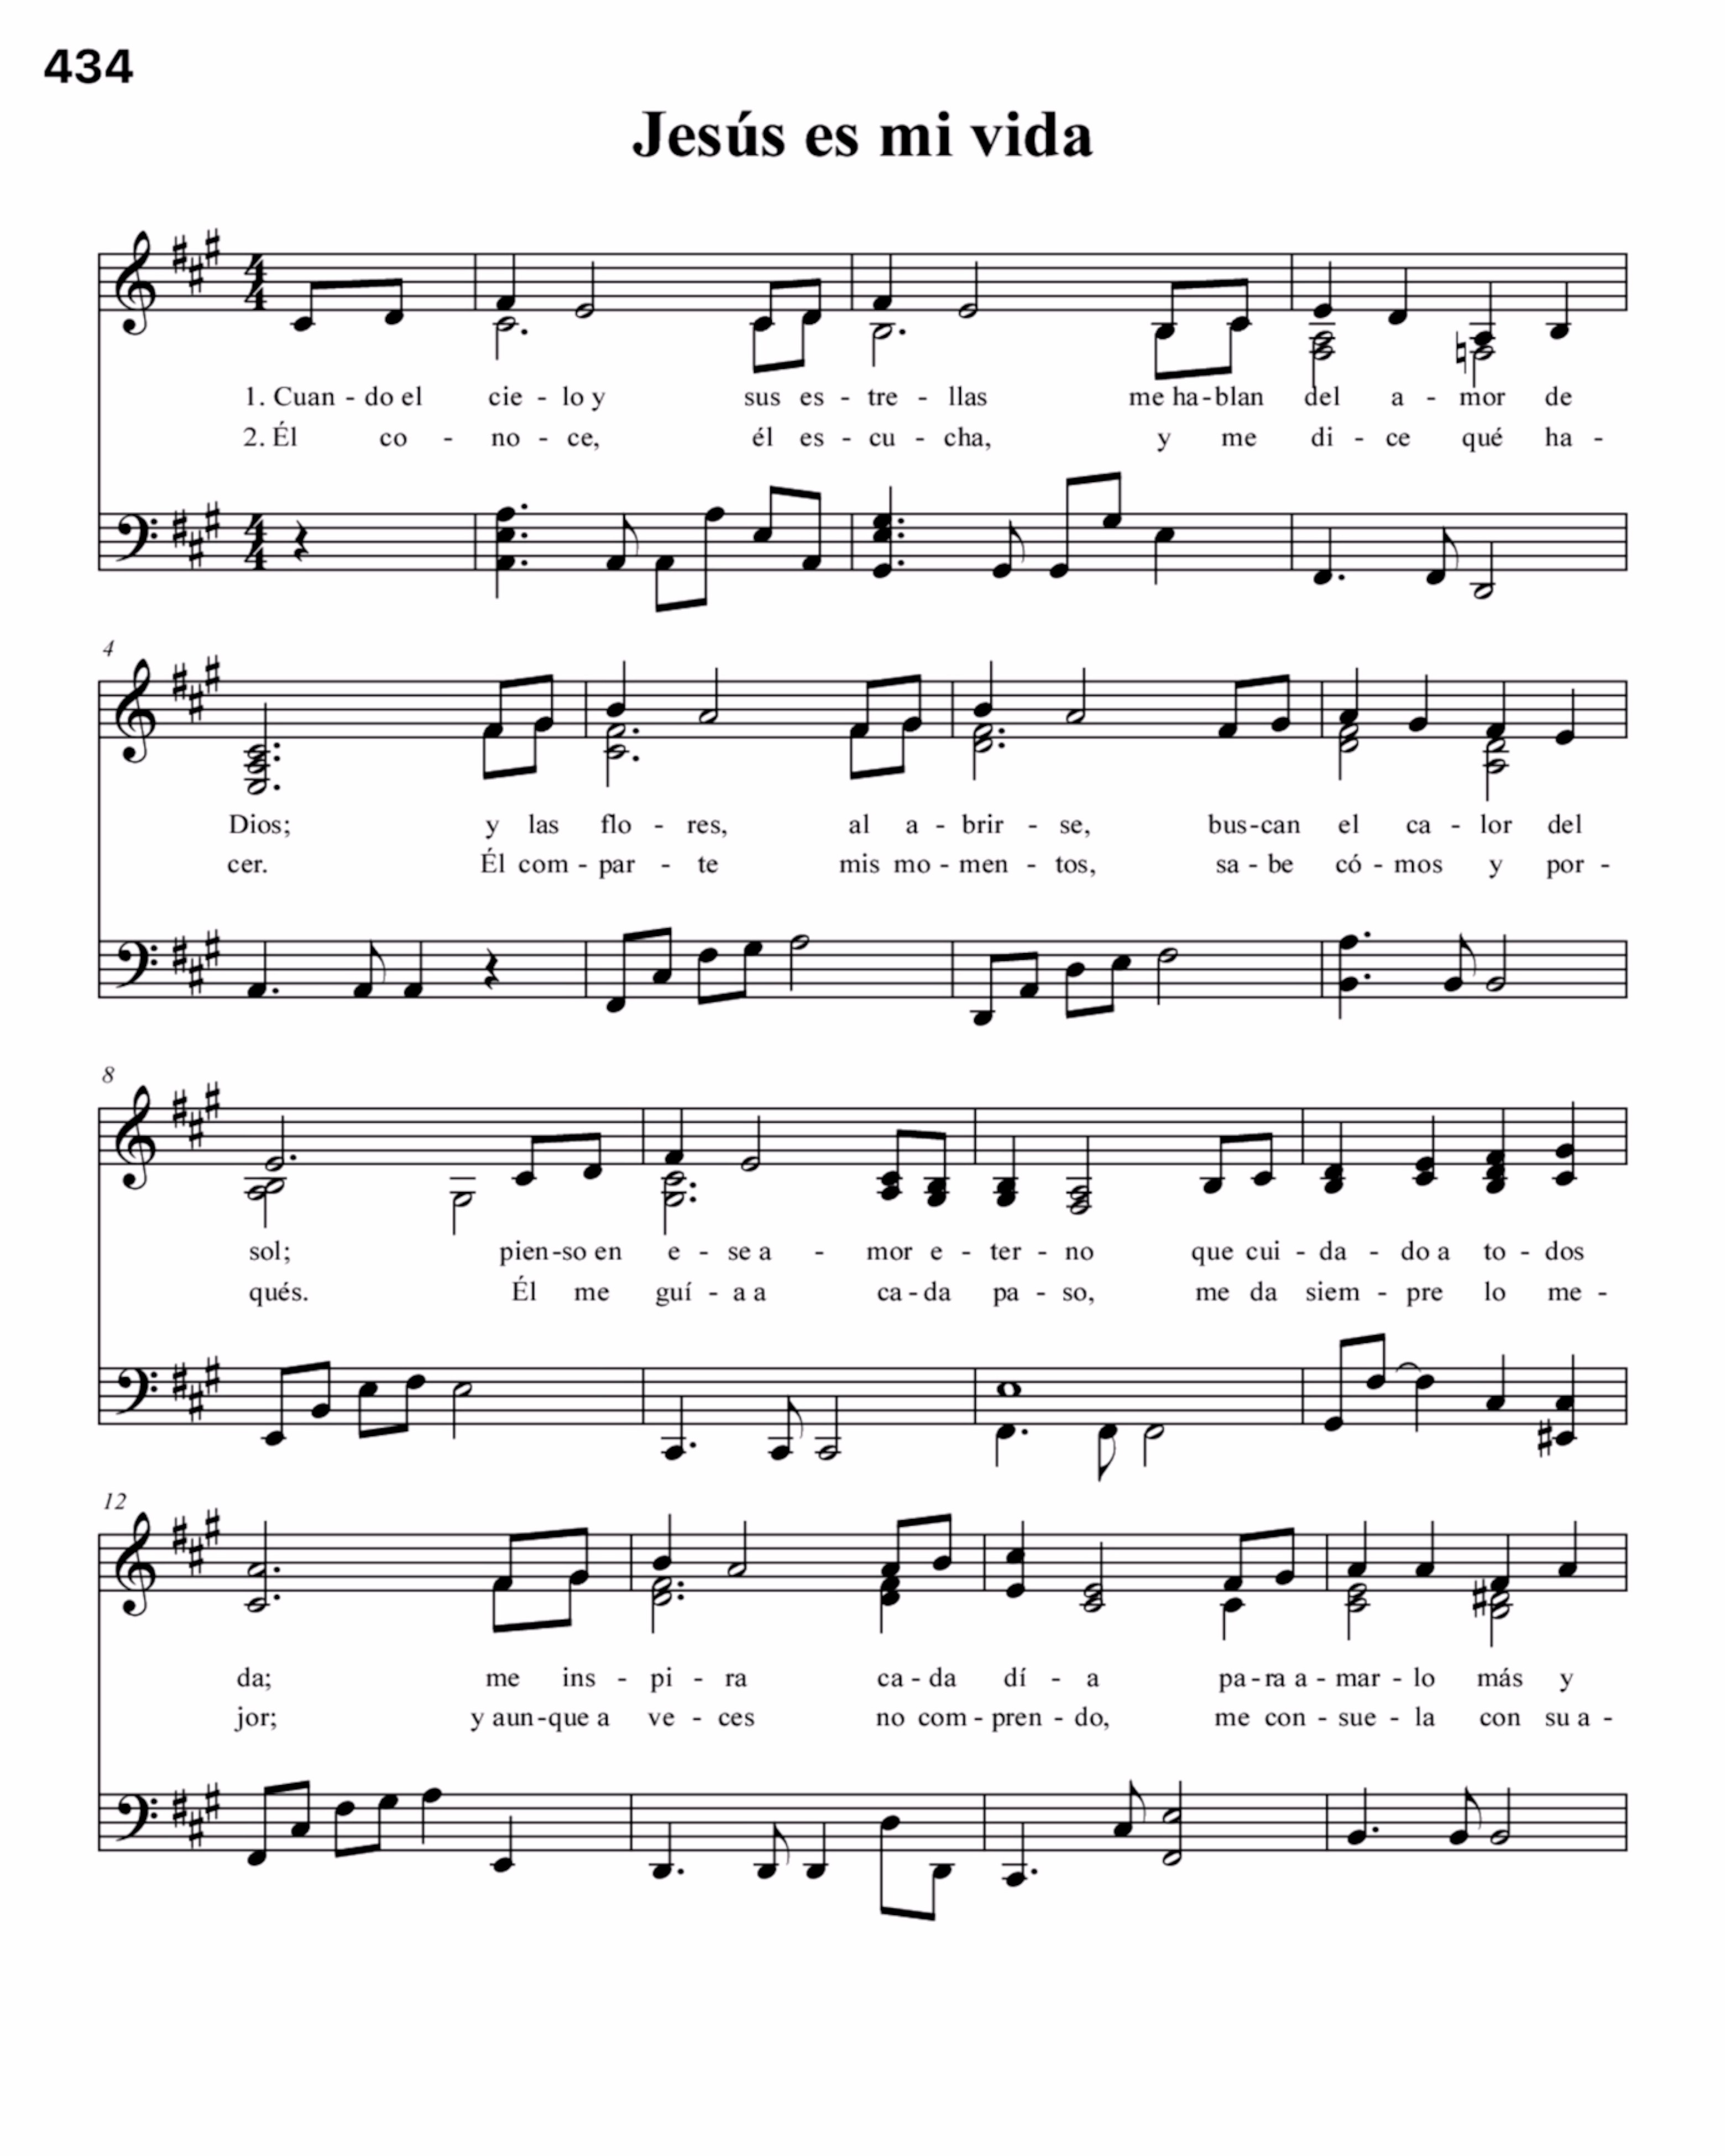 434
Jesús es mi vida
1. Cuan - do el cie - lo y sus es - tre - llas me ha - blan del a - mor de
2. Él co - no - ce, él es - cu - cha, y me di - ce qué ha -
4
Dios; y las flo - res, al a - brir - se, bus - can el ca - lor del
cer. Él com - par - te mis mo - men - tos, sa - be có - mos y por -
8
sol; pien - so en e - se a - mor e - ter - no que cui - da - do a to - dos
qués. Él me guí - a a ca - da pa - so, me da siem - pre lo me -
12
da; me ins - pi - ra ca - da dí - a pa - ra a - mar - lo más y
jor; y aun - que a ve - ces no com - pren - do, me con - sue - la con su a -